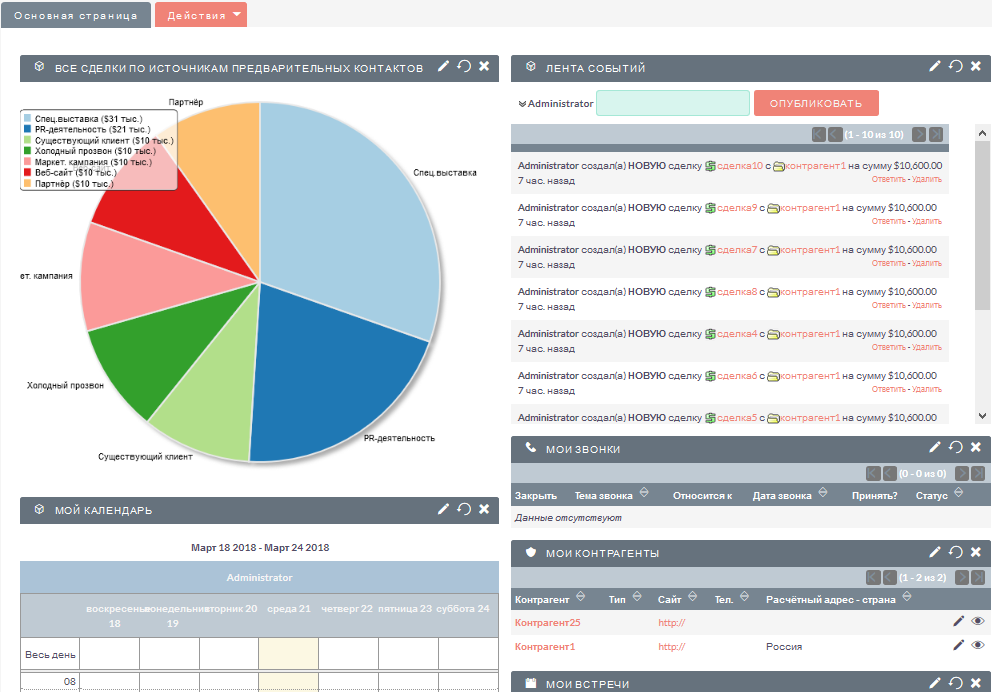 Основная страница
Действия
ВСЕ СДЕЛКИ ПО ИСТОЧНИКАМ ПРЕДВАРИТЕЛЬНЫХ КОНТАКТОВ
Партнёр
Спец.выставка ($31 тыс.)
PR-деятельность ($21 тыс.)
Существующий клиент ($10 тыс.)
Холодный прозвон ($10 тыс.)
Маркет. кампания ($10 тыс.)
Веб-сайт ($10 тыс.)
Партнёр ($10 тыс.)
Спец.выставка
ет. кампания
Холодный прозвон
PR-деятельность
Существующий клиент
МОЙ КАЛЕНДАРЬ
Март 18 2018 - Март 24 2018
Administrator
воскресенье 18 понедельник 19 вторник 20 среда 21 четверг 22 пятница 23 суббота 24
Весь день
08
ЛЕНТА СОБЫТИЙ
Administrator ОПУБЛИКОВАТЬ
(1 - 10 из 10)
Administrator создал(а) НОВУЮ сделку сделка10 с контрагент1 на сумму $10,600.00
7 час. назад Ответить - Удалить
Administrator создал(а) НОВУЮ сделку сделка9 с контрагент1 на сумму $10,600.00
7 час. назад Ответить - Удалить
Administrator создал(а) НОВУЮ сделку сделка7 с контрагент1 на сумму $10,600.00
7 час. назад Ответить - Удалить
Administrator создал(а) НОВУЮ сделку сделка8 с контрагент1 на сумму $10,600.00
7 час. назад Ответить - Удалить
Administrator создал(а) НОВУЮ сделку сделка4 с контрагент1 на сумму $10,600.00
7 час. назад Ответить - Удалить
Administrator создал(а) НОВУЮ сделку сделка6 с контрагент1 на сумму $10,600.00
7 час. назад Ответить - Удалить
Administrator создал(а) НОВУЮ сделку сделка5 с контрагент1 на сумму $10,600.00
МОИ ЗВОНКИ
(0 - 0 из 0)
Закрыть Тема звонка Относится к Дата звонка Принять? Статус
Данные отсутствуют
МОИ КОНТРАГЕНТЫ
(1 - 2 из 2)
Контрагент Тип Сайт Тел. Расчётный адрес - страна
Контрагент25 http://
Контрагент1 http:// Россия
МОИ ВСТРЕЧИ